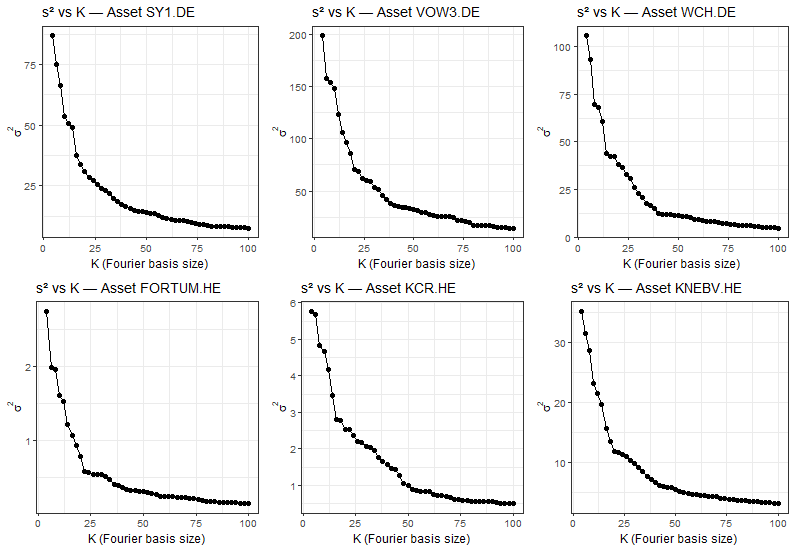 s² vs K — Asset SY1.DE
75
50
25
σ²
0
25
50
75
100
K (Fourier basis size)
s² vs K — Asset VOW3.DE
200
150
100
50
σ²
0
25
50
75
100
K (Fourier basis size)
s² vs K — Asset WCH.DE
100
75
50
25
0
σ²
0
25
50
75
100
K (Fourier basis size)
s² vs K — Asset FORTUM.HE
2
1
σ²
0
25
50
75
100
K (Fourier basis size)
s² vs K — Asset KCR.HE
6
5
4
3
2
1
σ²
0
25
50
75
100
K (Fourier basis size)
s² vs K — Asset KNEBV.HE
30
20
10
σ²
0
25
50
75
100
K (Fourier basis size)